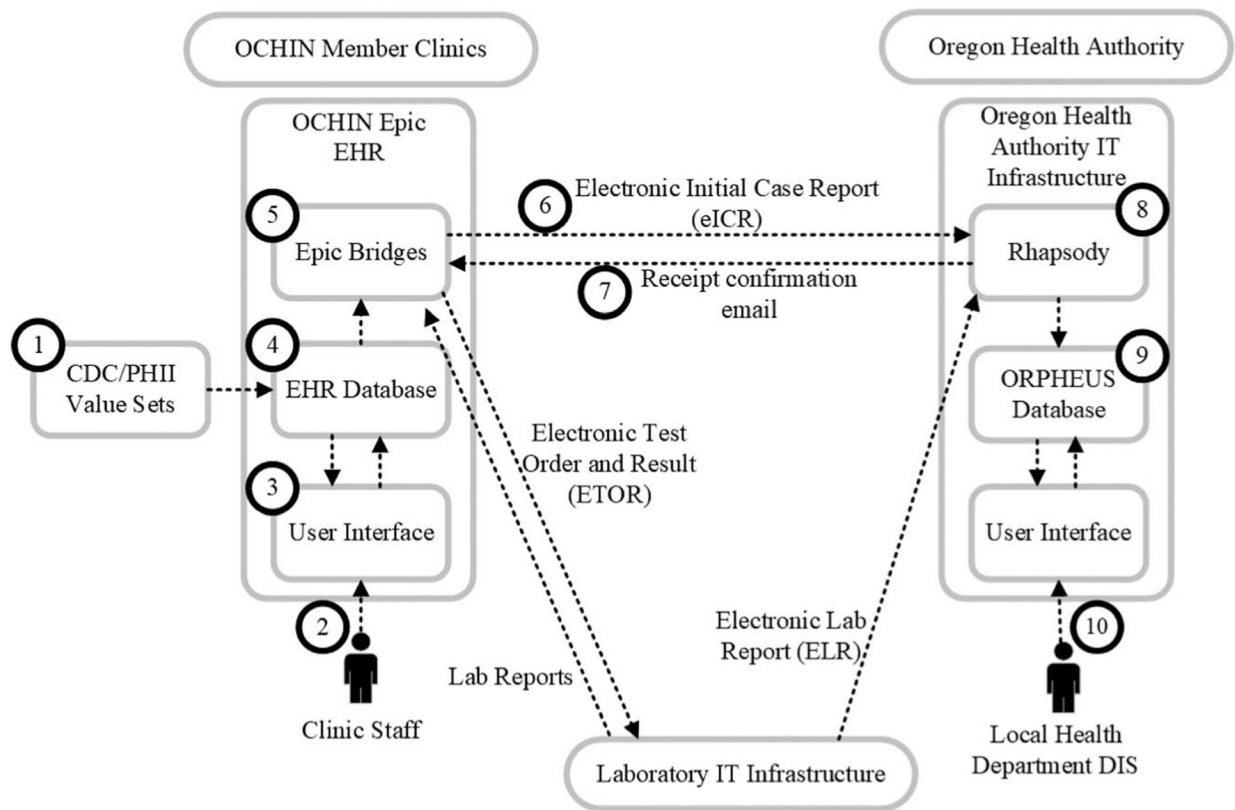 OCHIN Member Clinics
Oregon Health Authority
OCHIN Epic
EHR
Oregon Health
Authority IT
Infrastructure
5
Epic Bridges
6
Electronic Initial Case Report
(eICR)
7
Receipt confirmation
email
8
Rhapsody
1
CDC/PHII
Value Sets
4
EHR Database
9
ORPHEUS
Database
Electronic Test
Order and Result
(ETOR)
3
User Interface
User Interface
2
Clinic Staff
Lab Reports
Electronic Lab
Report (ELR)
10
Local Health
Department DIS
Laboratory IT Infrastructure